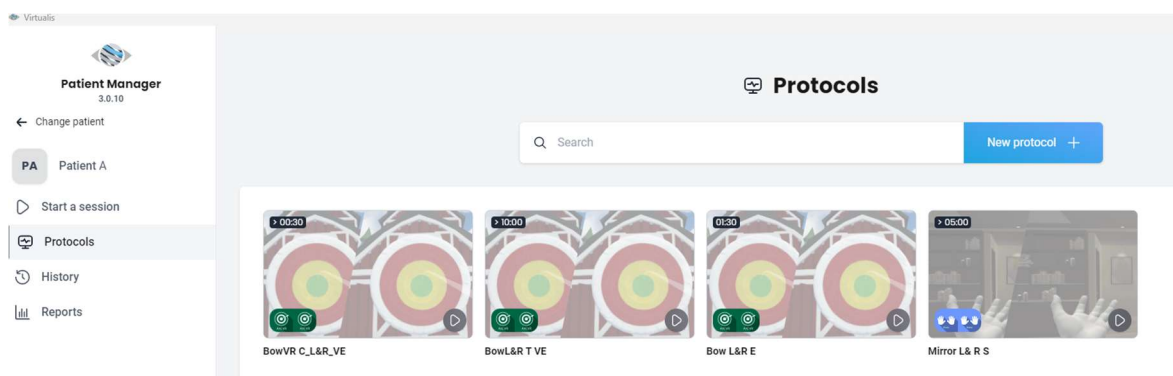 Virtualis
Patient Manager
3.0.10
← Change patient
PA Patient A
Start a session
Protocols
History
Reports
Protocols
Search
New protocol +
> 00:30
> 10:00
01:30
> 05:00
BowVR C_L&R_VE
BowL&R T VE
Bow L&R E
Mirror L& R S